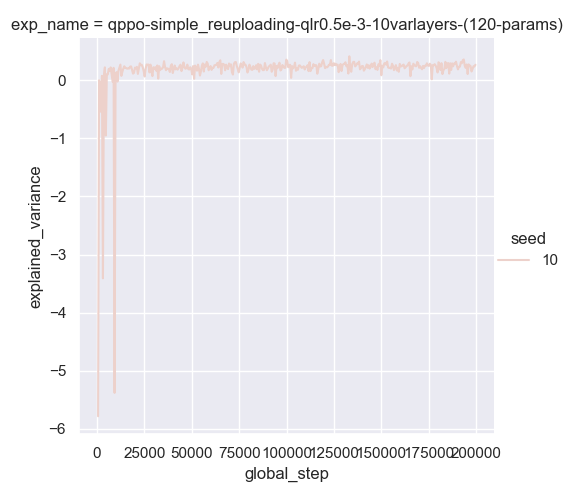 exp_name = qppo-simple_reuploading-qlr0.5e-3-10varlayers-(120-params)
0
−1
−2
−3
−4
−5
−6
explained_variance
seed
10
0 25000 50000 75000 100000 125000 150000 175000 200000
global_step